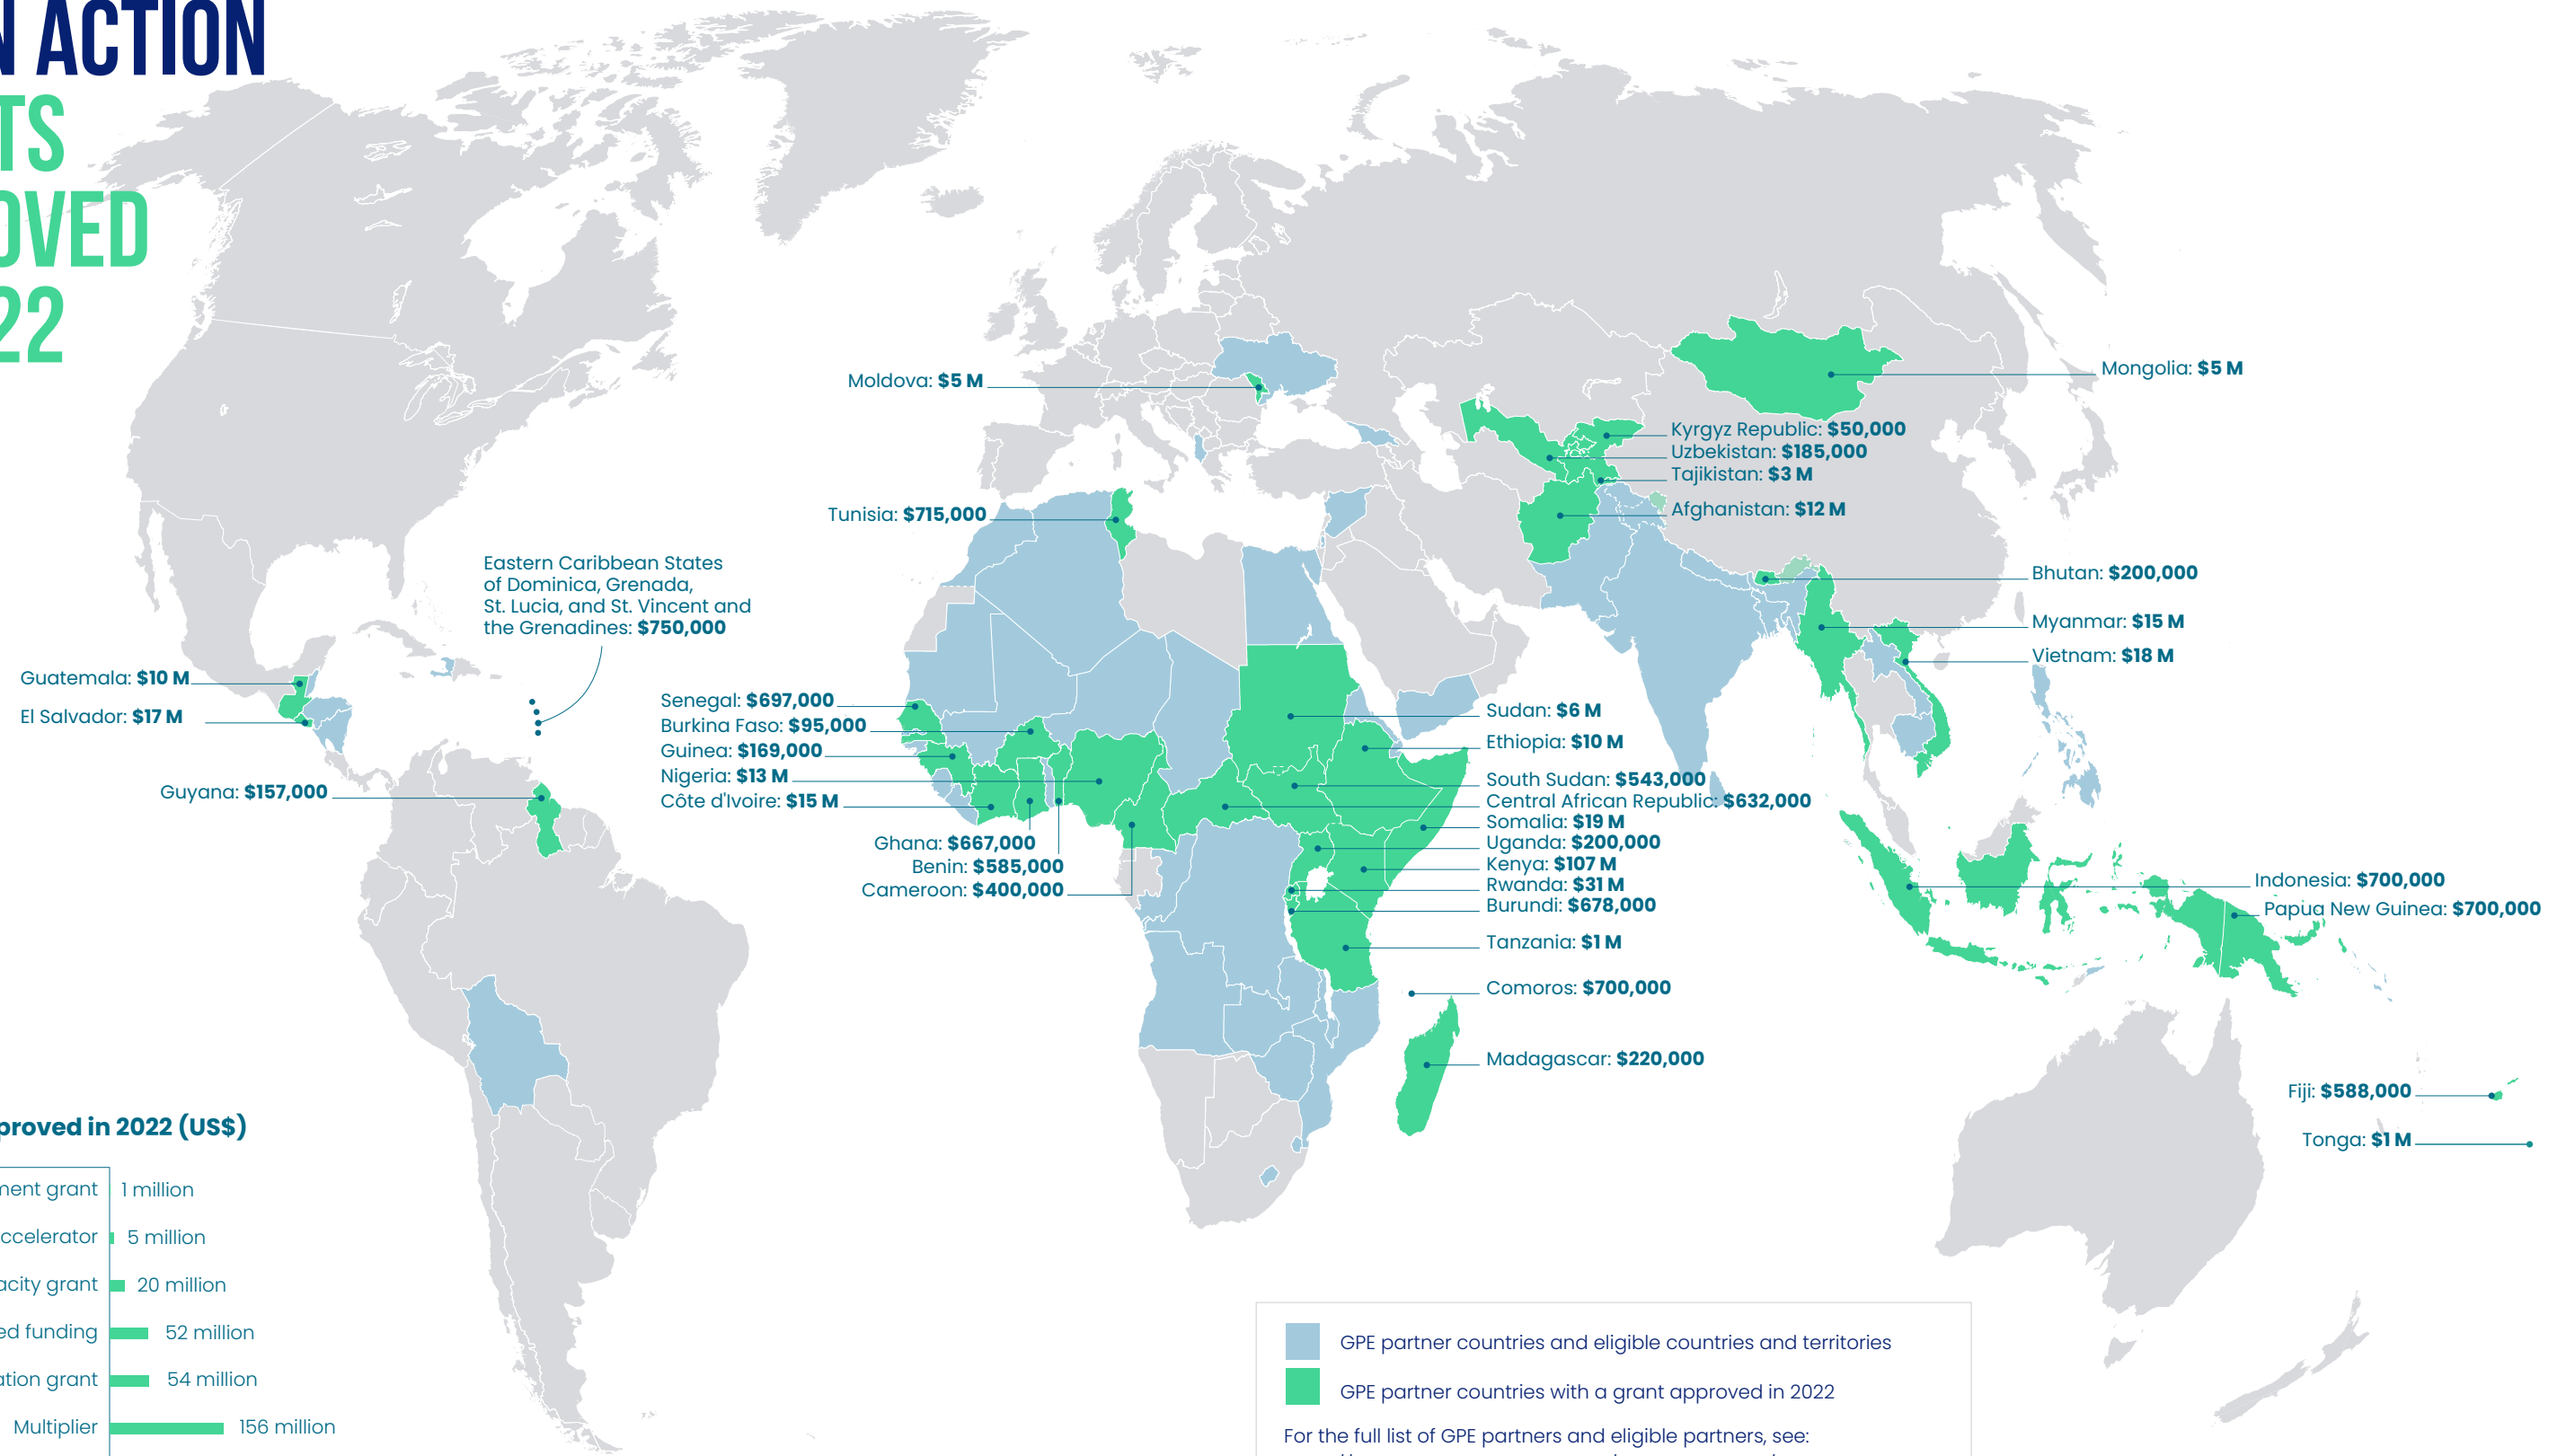 N ACTION
TS
OVED
22
Moldova: $5 M
Mongolia: $5 M
Kyrgyz Republic: $50,000
Uzbekistan: $185,000
Tajikistan: $3 M
Afghanistan: $12 M
Tunisia: $715,000
Eastern Caribbean States
of Dominica, Grenada,
St. Lucia, and St. Vincent and
the Grenadines: $750,000
Bhutan: $200,000
Myanmar: $15 M
Vietnam: $18 M
Guatemala: $10 M
El Salvador: $17 M
Guyana: $157,000
Senegal: $697,000
Burkina Faso: $95,000
Guinea: $169,000
Nigeria: $13 M
Côte d'Ivoire: $15 M
Ghana: $667,000
Benin: $585,000
Cameroon: $400,000
Sudan: $6 M
Ethiopia: $10 M
South Sudan: $543,000
Central African Republic: $632,000
Somalia: $19 M
Uganda: $200,000
Kenya: $107 M
Rwanda: $31 M
Burundi: $678,000
Tanzania: $1 M
Comoros: $700,000
Madagascar: $220,000
Indonesia: $700,000
Papua New Guinea: $700,000
Fiji: $588,000
Tonga: $1 M
proved in 2022 (US$)
ment grant 1 million
ccelerator 5 million
acity grant 20 million
ed funding 52 million
ation grant 54 million
Multiplier 156 million
GPE partner countries and eligible countries and territories
GPE partner countries with a grant approved in 2022
For the full list of GPE partners and eligible partners, see: